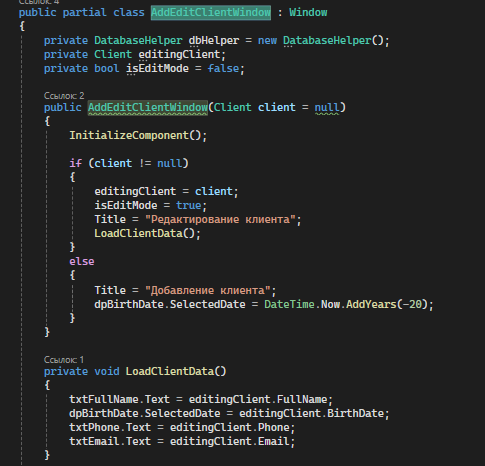 Ссылок: 4
public partial class AddEditClientWindow : Window
{
private DatabaseHelper dbHelper = new DatabaseHelper();
private Client editingClient;
private bool isEditMode = false;
Ссылок: 2
public AddEditClientWindow(Client client = null)
{
InitializeComponent();
if (client != null)
{
editingClient = client;
isEditMode = true;
Title = "Редактирование клиента";
LoadClientData();
}
else
{
Title = "Добавление клиента";
dpBirthDate.SelectedDate = DateTime.Now.AddYears(-20);
}
}
Ссылок: 1
private void LoadClientData()
{
txtFullName.Text = editingClient.FullName;
dpBirthDate.SelectedDate = editingClient.BirthDate;
txtPhone.Text = editingClient.Phone;
txtEmail.Text = editingClient.Email;
}